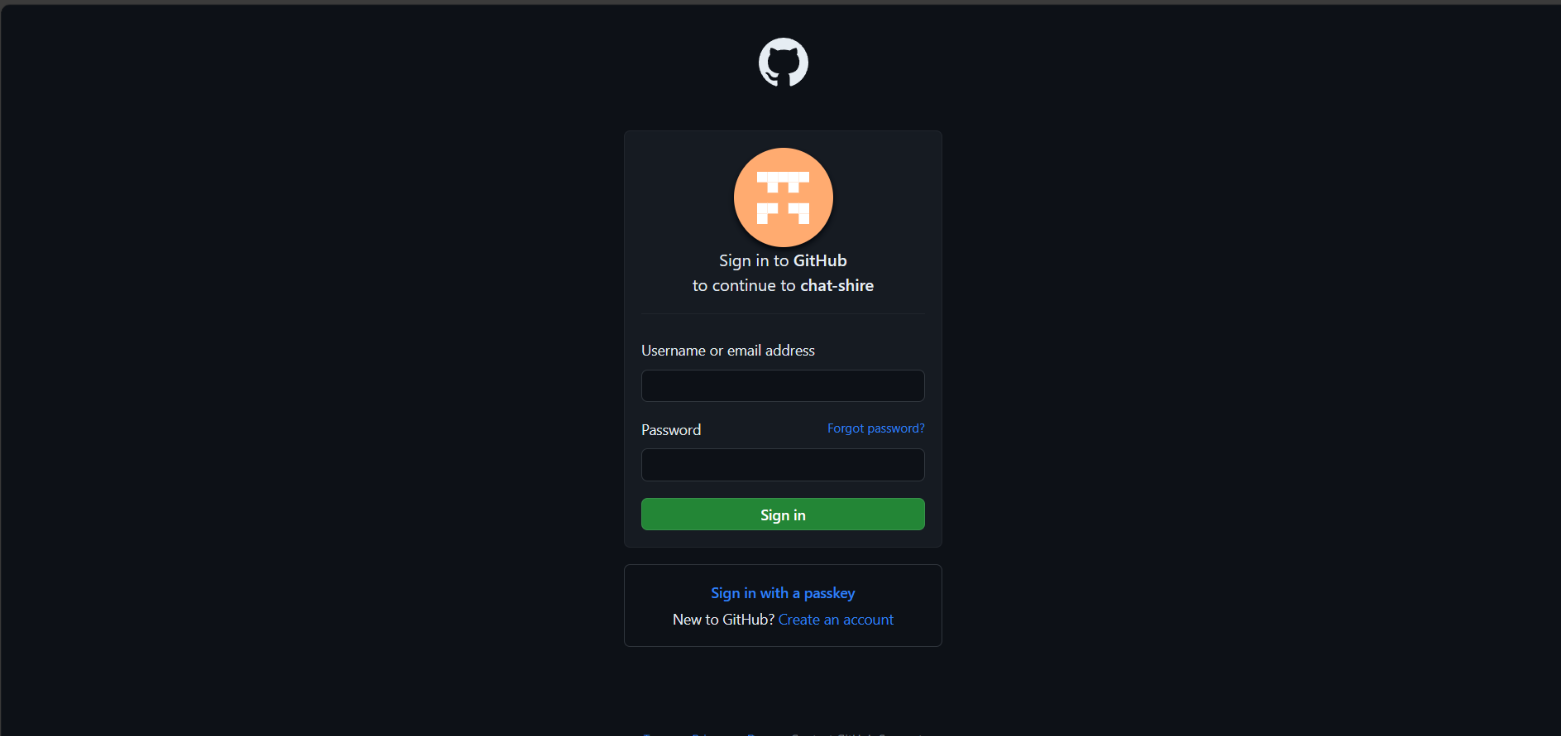 Sign in to GitHub
to continue to chat-shire
Username or email address
Password Forgot password?
Sign in
Sign in with a passkey
New to GitHub? Create an account